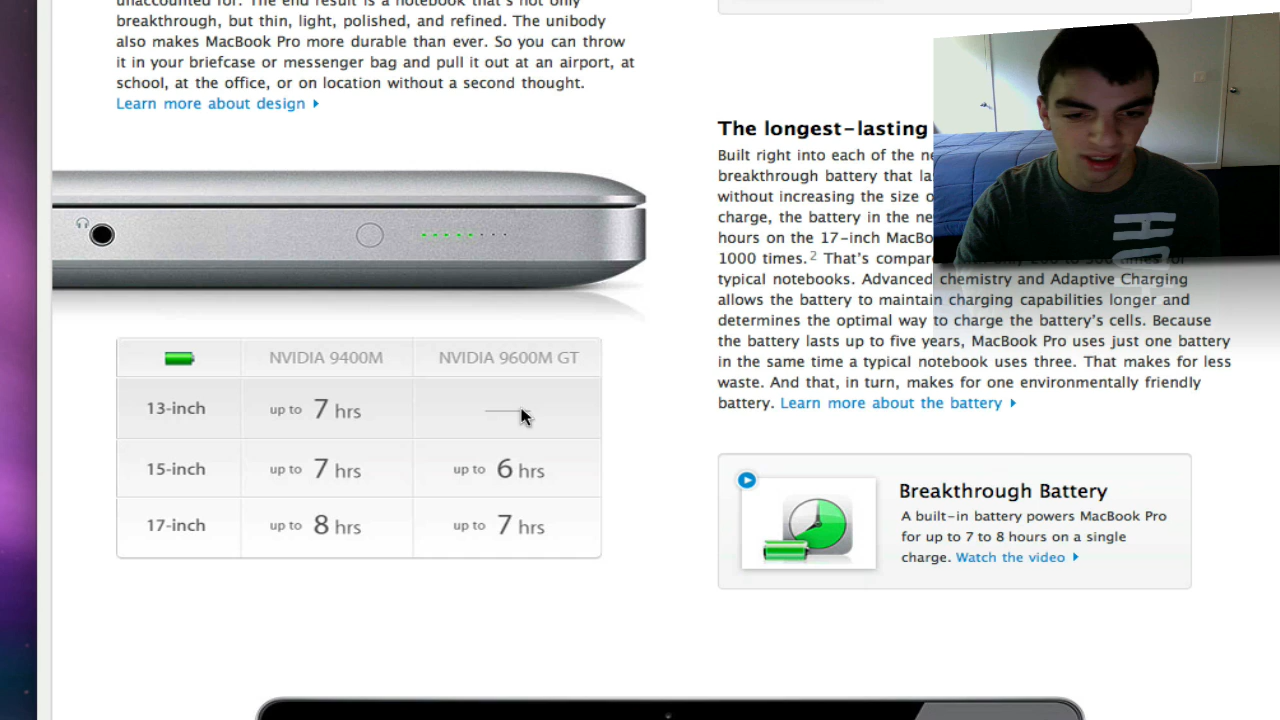 unaccounted for. The end result is a notebook that's not only
breakthrough, but thin, light, polished, and refined. The unibody
also makes MacBook Pro more durable than ever. So you can throw
it in your briefcase or messenger bag and pull it out at an airport, at
school, at the office, or on location without a second thought.
Learn more about design
NVIDIA 9400M NVIDIA 9600M GT
13-inch up to 7 hrs —
15-inch up to 7 hrs up to 6 hrs
17-inch up to 8 hrs up to 7 hrs
The longest-lasting
Built right into each of the
breakthrough battery that
without increasing the size
charge, the battery in the
hours on the 17-inch
1000 times.2 That's
typical notebooks. Advanced chemistry and Adaptive Charging
allows the battery to maintain charging capabilities longer and
determines the optimal way to charge the battery's cells. Because
the battery lasts up to five years, MacBook Pro uses just one battery
in the same time a typical notebook uses three. That makes for less
waste. And that, in turn, makes for one environmentally friendly
battery. Learn more about the battery
Breakthrough Battery
A built-in battery powers MacBook Pro
for up to 7 to 8 hours on a single
charge. Watch the video